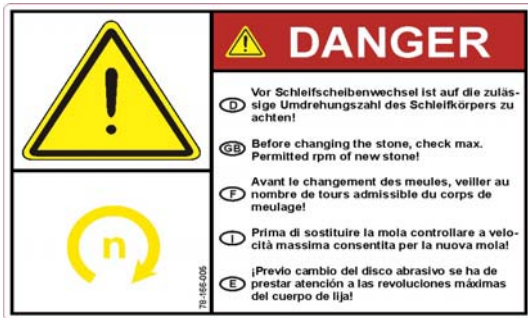 DANGER
D Vor Schleifscheibenwechsel ist auf die zuläs-
sige Umdrehungszahl des Schleifkörpers zu
achten!
GB Before changing the stone, check max.
Permitted rpm of new stone!
F Avant le changement des meules, veiller au
nombre de tours admissible du corps de
meulage!
I Prima di sostituire la mola controllare a velo-
cità massima consentita per la nuova mola!
E ¡Previo cambio del disco abrasivo se ha de
prestar atención a las revoluciones máximas
del cuerpo de lija!
n
78-166-005